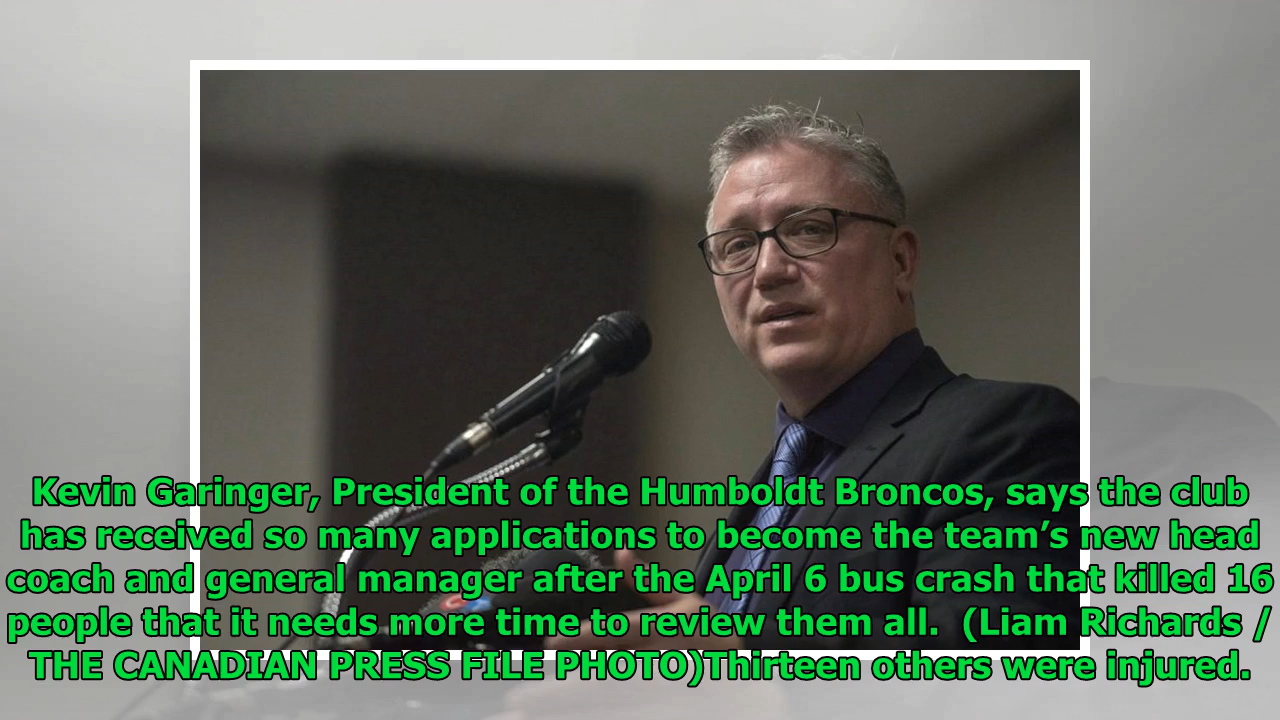 Kevin Garinger, President of the Humboldt Broncos, says the club
has received so many applications to become the team’s new head
coach and general manager after the April 6 bus crash that killed 16
people that it needs more time to review them all.  (Liam Richards /
THE CANADIAN PRESS FILE PHOTO)Thirteen others were injured.